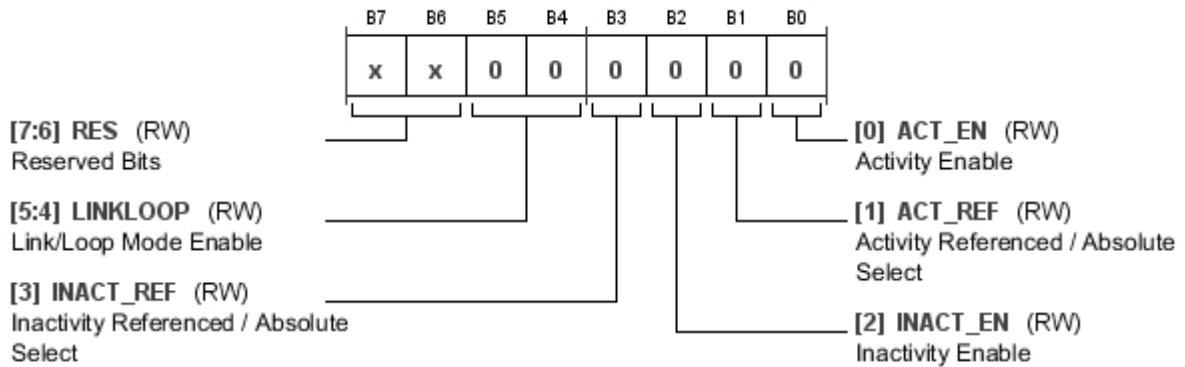 B7 B6 B5 B4 B3 B2 B1 B0
x x 0 0 0 0 0 0
[7:6] RES (RW)
Reserved Bits
[5:4] LINKLOOP (RW)
Link/Loop Mode Enable
[3] INACT_REF (RW)
Inactivity Referenced / Absolute
Select
[0] ACT_EN (RW)
Activity Enable
[1] ACT_REF (RW)
Activity Referenced / Absolute
Select
[2] INACT_EN (RW)
Inactivity Enable